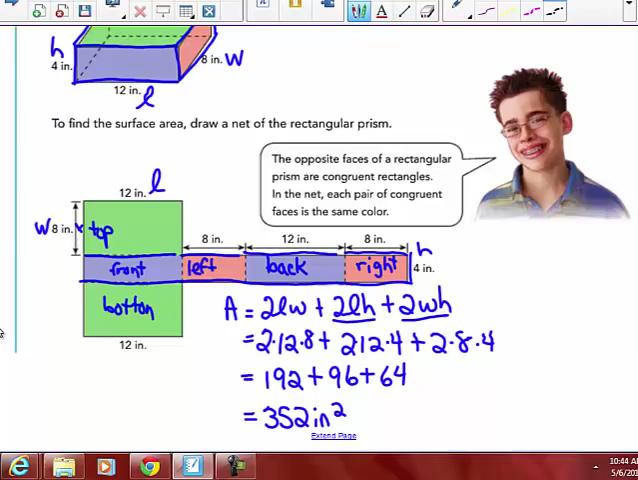 h
4 in.
8 in. w
12 in.
l
To find the surface area, draw a net of the rectangular prism.
The opposite faces of a rectangular
prism are congruent rectangles.
In the net, each pair of congruent
faces is the same color.
12 in. l
w 8 in. top
8 in. 12 in. 8 in. h
front left back right 4 in.
bottom
12 in.
A = 2lw + 2lh + 2wh
= 2·12·8 + 212·4 + 2·8·4
= 192 + 96 + 64
= 352 in²
Extend Page
10:44 A
5/6/20